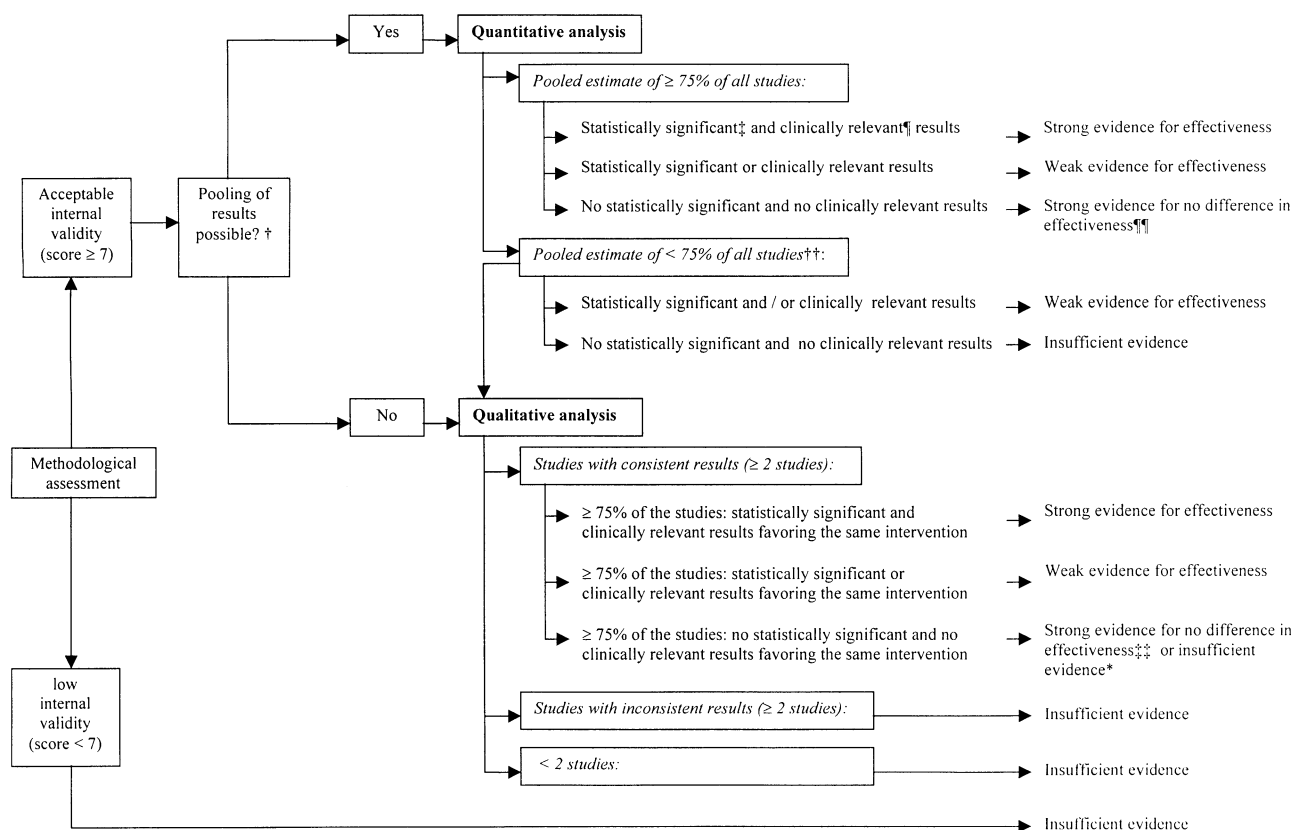 Yes
Quantitative analysis
Pooled estimate of ≥ 75% of all studies:
Statistically significant‡ and clinically relevant¶ results
Strong evidence for effectiveness
Statistically significant or clinically relevant results
Weak evidence for effectiveness
No statistically significant and no clinically relevant results
Strong evidence for no difference in
effectiveness¶¶
Acceptable
internal
validity
(score ≥ 7)
Pooling of
results
possible? †
Pooled estimate of < 75% of all studies††:
Statistically significant and / or clinically relevant results
Weak evidence for effectiveness
No statistically significant and no clinically relevant results
Insufficient evidence
No
Qualitative analysis
Methodological
assessment
Studies with consistent results (≥ 2 studies):
≥ 75% of the studies: statistically significant and
clinically relevant results favoring the same intervention
Strong evidence for effectiveness
≥ 75% of the studies: statistically significant or
clinically relevant results favoring the same intervention
Weak evidence for effectiveness
≥ 75% of the studies: no statistically significant and no
clinically relevant results favoring the same intervention
Strong evidence for no difference in
effectiveness‡‡ or insufficient
evidence*
low
internal
validity
(score < 7)
Studies with inconsistent results (≥ 2 studies):
Insufficient evidence
< 2 studies:
Insufficient evidence
Insufficient evidence